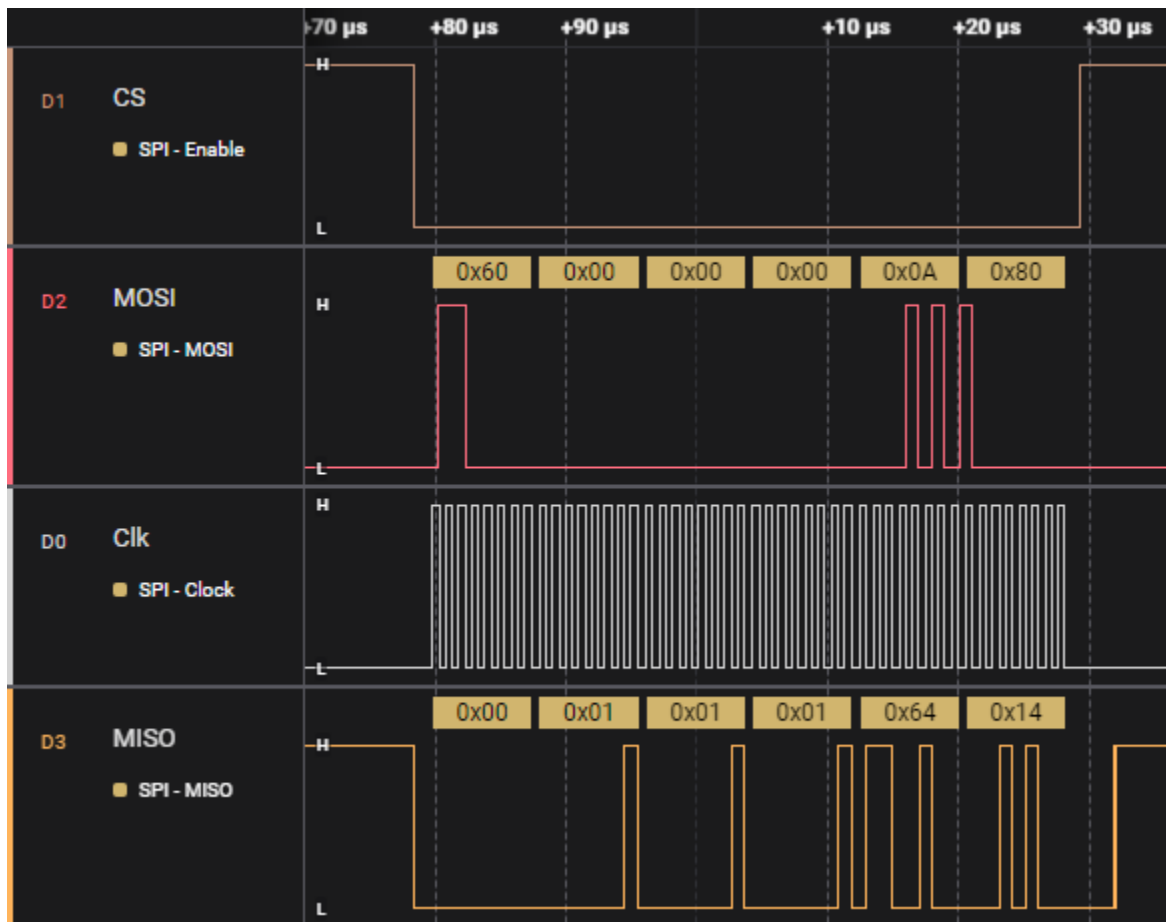 +70 µs +80 µs +90 µs +10 µs +20 µs +30 µs
H
D1 CS
SPI - Enable
L
0x60 0x00 0x00 0x00 0x0A 0x80
D2 MOSI H
SPI - MOSI
L
H
D0 Clk
SPI - Clock
L
0x00 0x01 0x01 0x01 0x64 0x14
D3 MISO H
SPI - MISO
L